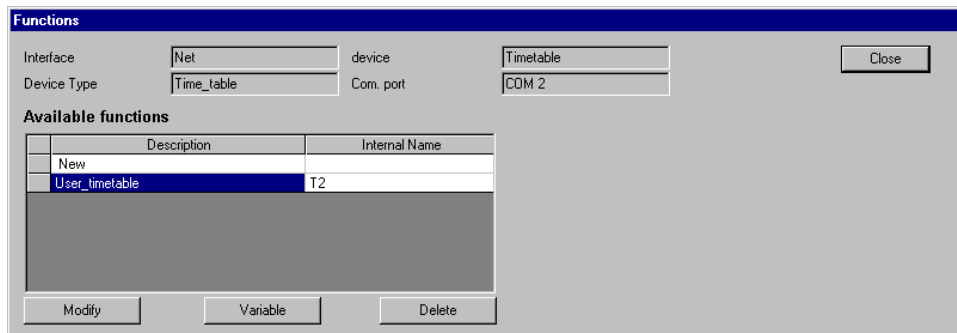 Functions
Interface Net device Timetable Close
Device Type Time_table Com. port COM 2
Available functions
Description Internal Name
New
User_timetable T2
Modify Variable Delete